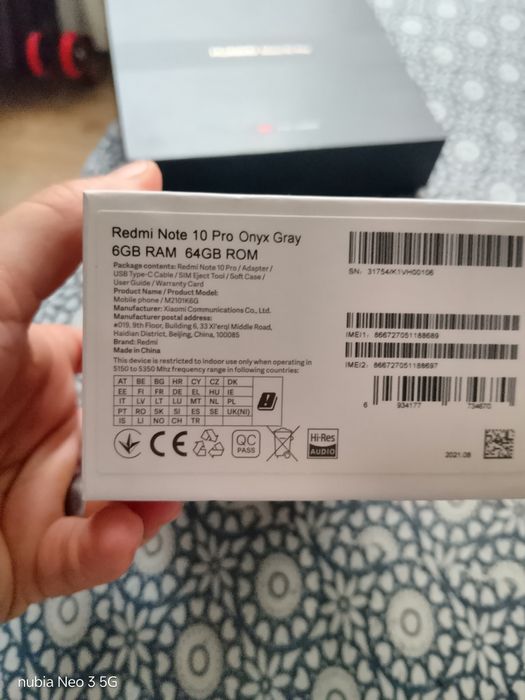 Redmi Note 10 Pro Onyx Gray
6GB RAM 64GB ROM
Package contents: Redmi Note 10 Pro / Adapter /
USB Type-C Cable / SIM Eject Tool / Soft Case /
User Guide / Warranty Card
Product Name / Product Model:
Mobile phone / M2101K6G
Manufacturer: Xiaomi Communications Co., Ltd.
Manufacturer postal address:
#019, 9th Floor, Building 6, 33 Xi'erqi Middle Road,
Haidian District, Beijing, China, 100085
Brand: Redmi
Made in China
This device is restricted to indoor use only when operating in
5150 to 5350 Mhz frequency range in following countries:
AT BE BG HR CY CZ DK
EE FI FR DE EL HU IE
IT LV LT LU MT NL PL
PT RO SK SI ES SE UK(NI)
IS LI NO CH TR
CE
QC
PASS
Hi-Res
AUDIO
SN: 31754/K1VH00106
IMEI1: 866727051188689
IMEI2: 866727051188697
6 934177 734670
2021.08
nubia Neo 3 5G